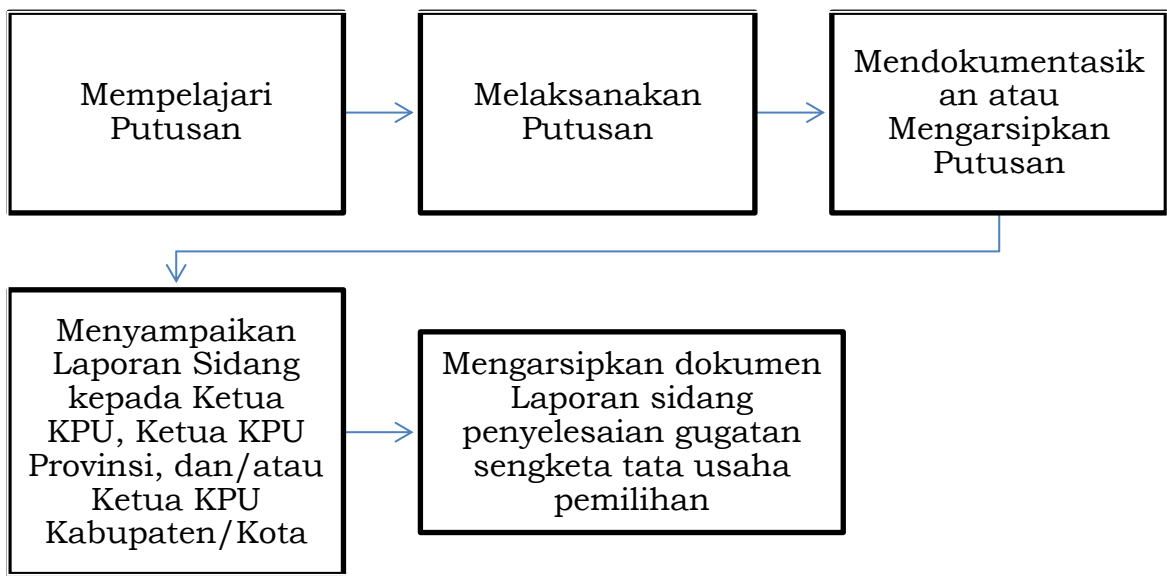 Mempelajari
Putusan
Melaksanakan
Putusan
Mendokumentasik
an atau
Mengarsipkan
Putusan
Menyampaikan
Laporan Sidang
kepada Ketua
KPU, Ketua KPU
Provinsi, dan/atau
Ketua KPU
Kabupaten/Kota
Mengarsipkan dokumen
Laporan sidang
penyelesaian gugatan
sengketa tata usaha
pemilihan